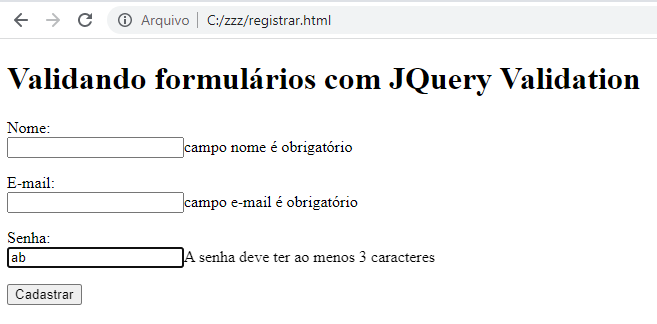 Arquivo | C:/zzz/registrar.html
Validando formulários com JQuery Validation
Nome:
campo nome é obrigatório
E-mail:
campo e-mail é obrigatório
Senha:
ab A senha deve ter ao menos 3 caracteres
Cadastrar